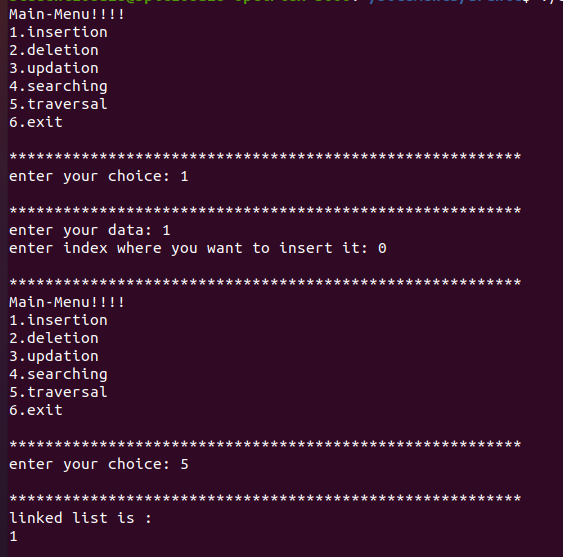 Main-Menu!!!!
1.insertion
2.deletion
3.updation
4.searching
5.traversal
6.exit
*********************************************************
enter your choice: 1
*********************************************************
enter your data: 1
enter index where you want to insert it: 0
*********************************************************
Main-Menu!!!!
1.insertion
2.deletion
3.updation
4.searching
5.traversal
6.exit
*********************************************************
enter your choice: 5
*********************************************************
linked list is :
1